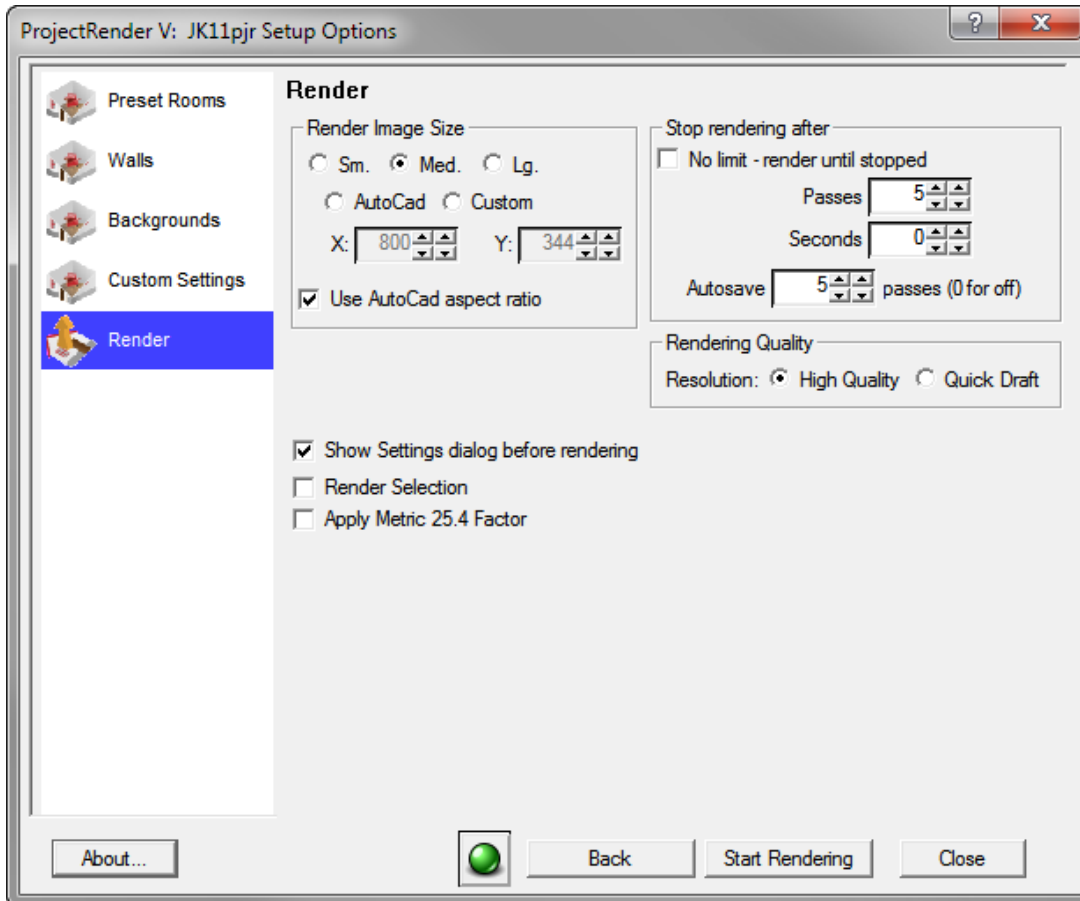 ProjectRender V: JK11pjr Setup Options
Preset Rooms
Walls
Backgrounds
Custom Settings
Render
Render
Render Image Size
Sm. Med. Lg.
AutoCad Custom
X: 800 Y: 344
Use AutoCad aspect ratio
Stop rendering after
No limit - render until stopped
Passes 5
Seconds 0
Autosave 5 passes (0 for off)
Rendering Quality
Resolution: High Quality Quick Draft
Show Settings dialog before rendering
Render Selection
Apply Metric 25.4 Factor
About... Back Start Rendering Close